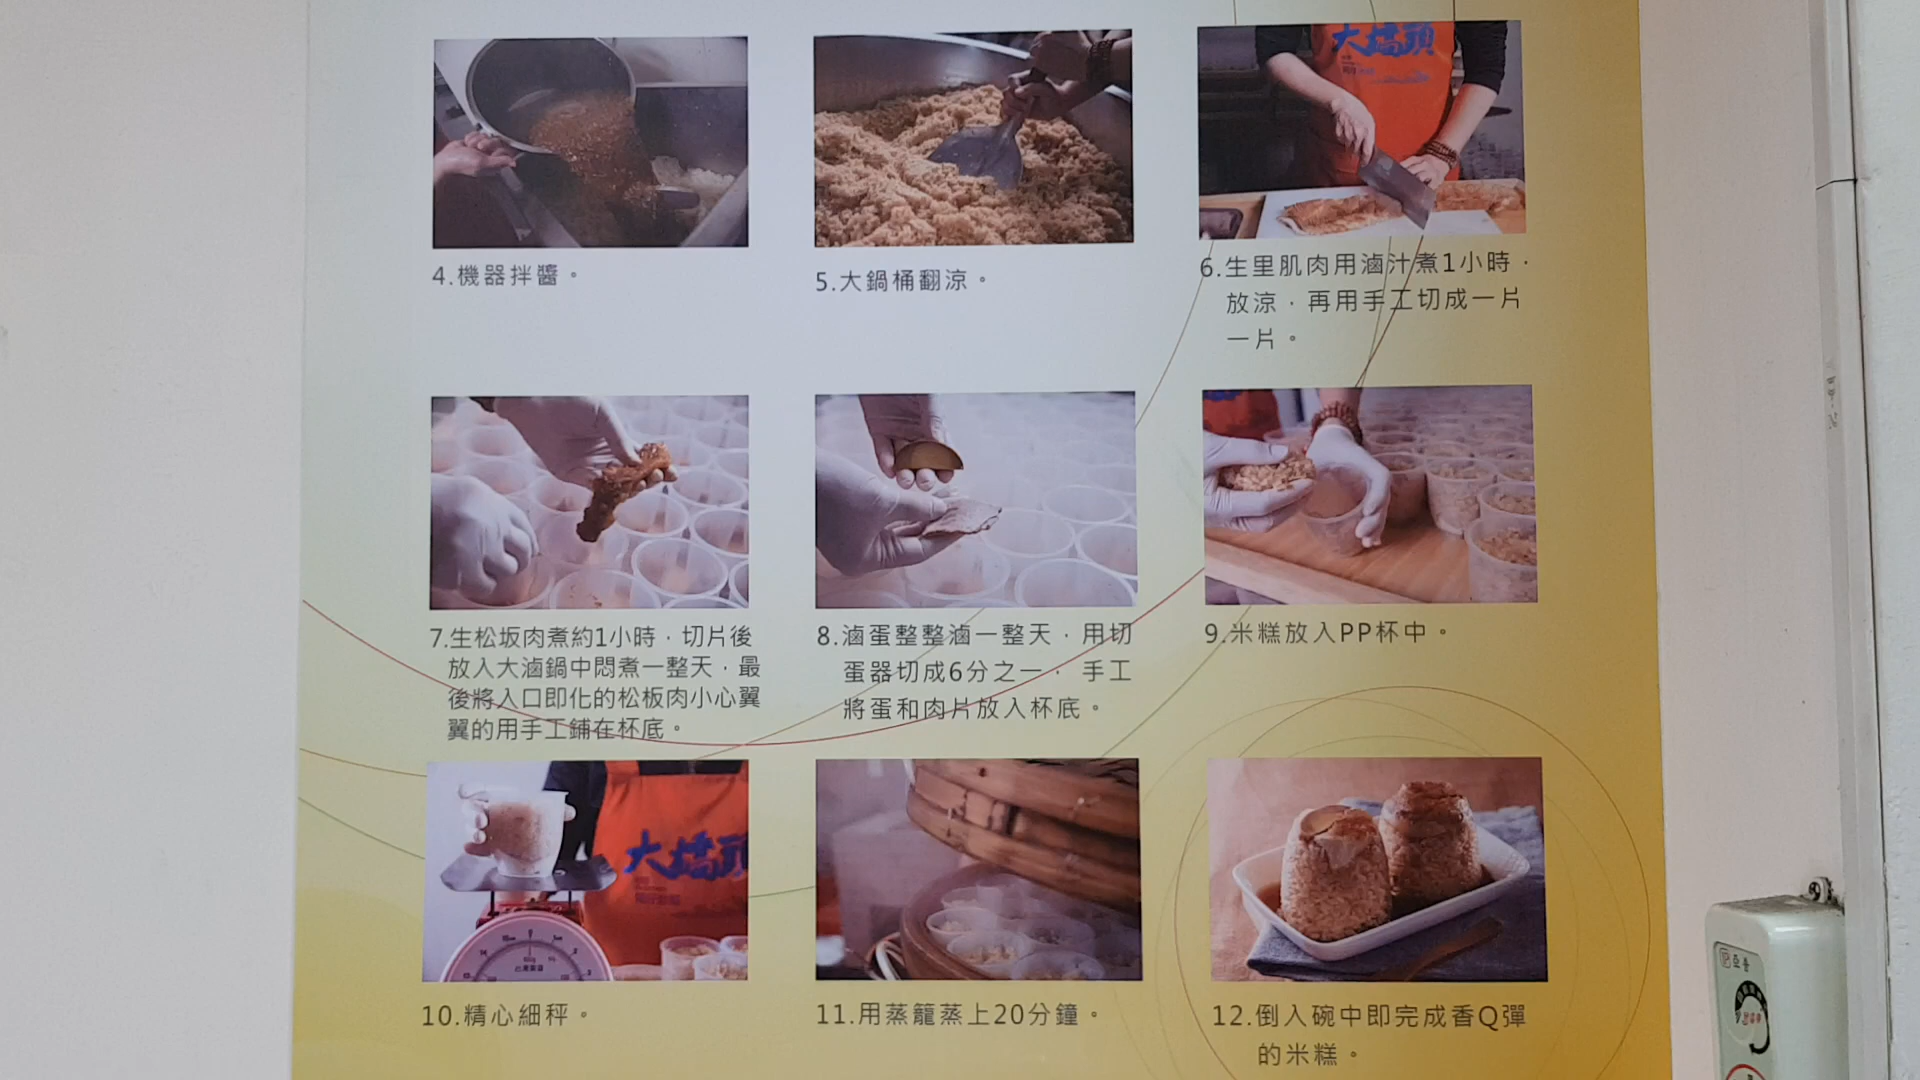 大橋頭
4.機器拌醬。
5.大鍋桶翻涼。
6.生里肌肉用滷汁煮1小時，
放涼，再用手工切成一片
一片。
7.生松坂肉煮約1小時，切片後
放入大滷鍋中悶煮一整天，最
後將入口即化的松板肉小心翼
翼的用手工鋪在杯底。
8.滷蛋整整滷一整天，用切
蛋器切成6分之一， 手工
將蛋和肉片放入杯底。
9.米糕放入PP杯中。
大橋頭
10.精心細秤。
11.用蒸籠蒸上20分鐘。
12.倒入碗中即完成香Q彈
的米糕。